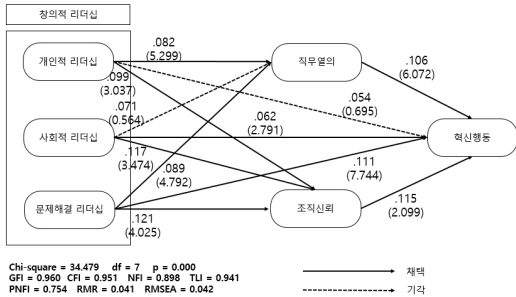 창의적 리더십
개인적 리더십
사회적 리더십
문제해결 리더십
직무열의
조직신뢰
혁신행동
.082
(5.299)
.099
(3.037)
.071
(0.564)
.117
(3.474)
.089
(4.792)
.121
(4.025)
.062
(2.791)
.054
(0.695)
.106
(6.072)
.111
(7.744)
.115
(2.099)
Chi-square = 34.479 df = 7 p = 0.000
GFI = 0.960 CFI = 0.951 NFI = 0.898 TLI = 0.941
PNFI = 0.754 RMR = 0.041 RMSEA = 0.042
채택
기각